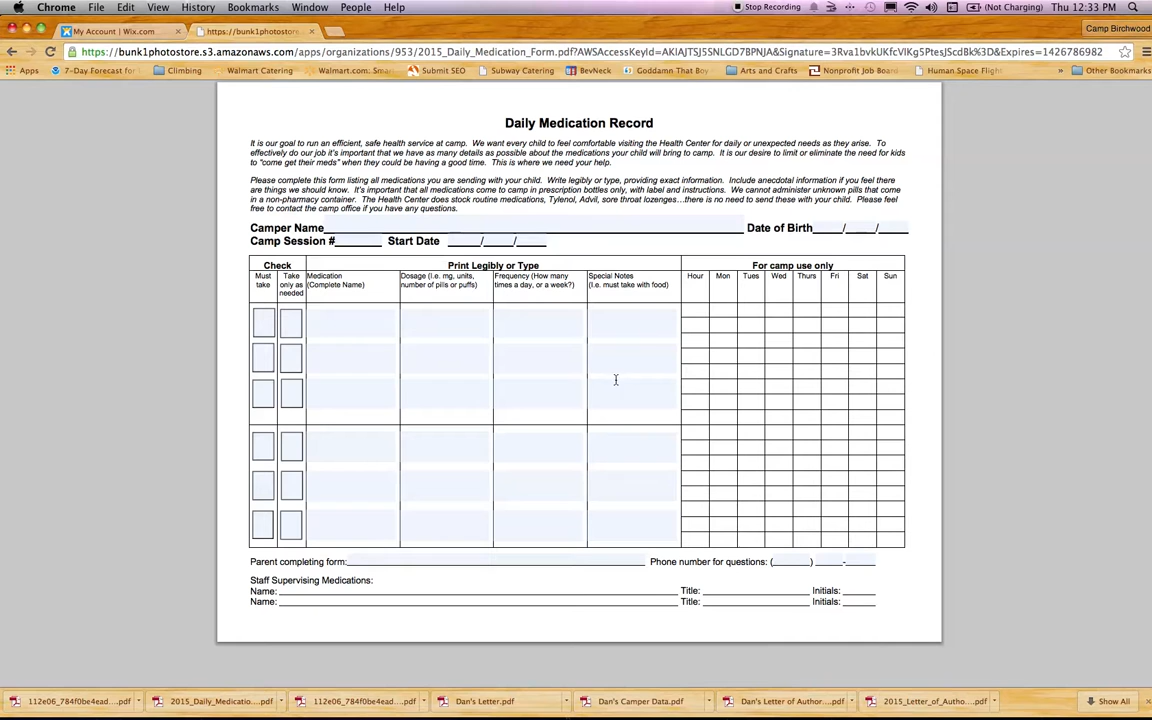 Chrome File Edit View History Bookmarks Window People Help Stop Recording (Not Charging) Thu 12:33 PM
My Account | Wix.com https://bunk1photostore.s3. Camp Birchwood
https://bunk1photostore.s3.amazonaws.com/apps/organizations/953/2015_Daily_Medication_Form.pdf?AWSAccessKeyId=AKIAJTSJ5SNLGD7BPNJA&Signature=3Rva1bvkUKfcVIKg5PtesJScdBk%3D&Expires=1426786982
Apps 7-Day Forecast for Climbing Walmart Catering Walmart.com: Sma Submit SEO Subway Catering BevNeck Goddamn That Boy Arts and Crafts Nonprofit Job Board Human Space Flight » Other Bookmarks
Daily Medication Record
It is our goal to run an efficient, safe health service at camp. We want every child to feel comfortable visiting the Health Center for daily or unexpected needs as they arise. To
effectively do our job it's important that we have as many details as possible about the medications your child will bring to camp. It is our desire to limit or eliminate the need for kids
to "come get their meds" when they could be having a good time. This is where we need your help.
Please complete this form listing all medications you are sending with your child. Write legibly or type, providing exact information. Include anecdotal information if you feel there
are things we should know. It's important that all medications come to camp in prescription bottles only, with label and instructions. We cannot administer unknown pills that come
in a non-pharmacy container. The Health Center does stock routine medications, Tylenol, Advil, sore throat lozenges…there is no need to send these with your child. Please feel
free to contact the camp office if you have any questions.
Camper Name Date of Birth / /
Camp Session # Start Date / /
Check Print Legibly or Type For camp use only
Must Take Medication Dosage (I.e. mg, units, Frequency (How many Special Notes Hour Mon Tues Wed Thurs Fri Sat Sun
take only as (Complete Name) number of pills or puffs) times a day, or a week?) (I.e. must take with food)
needed
Parent completing form: Phone number for questions: ( ) -
Staff Supervising Medications:
Name: Title: Initials:
Name: Title: Initials:
112e06_784f0be4ead....pdf 2015_Daily_Medicatio....pdf 112e06_784f0be4ead....pdf Dan's Letter.pdf Dan's Camper Data.pdf Dan's Letter of Author....pdf 2015_Letter_of_Autho....pdf Show All